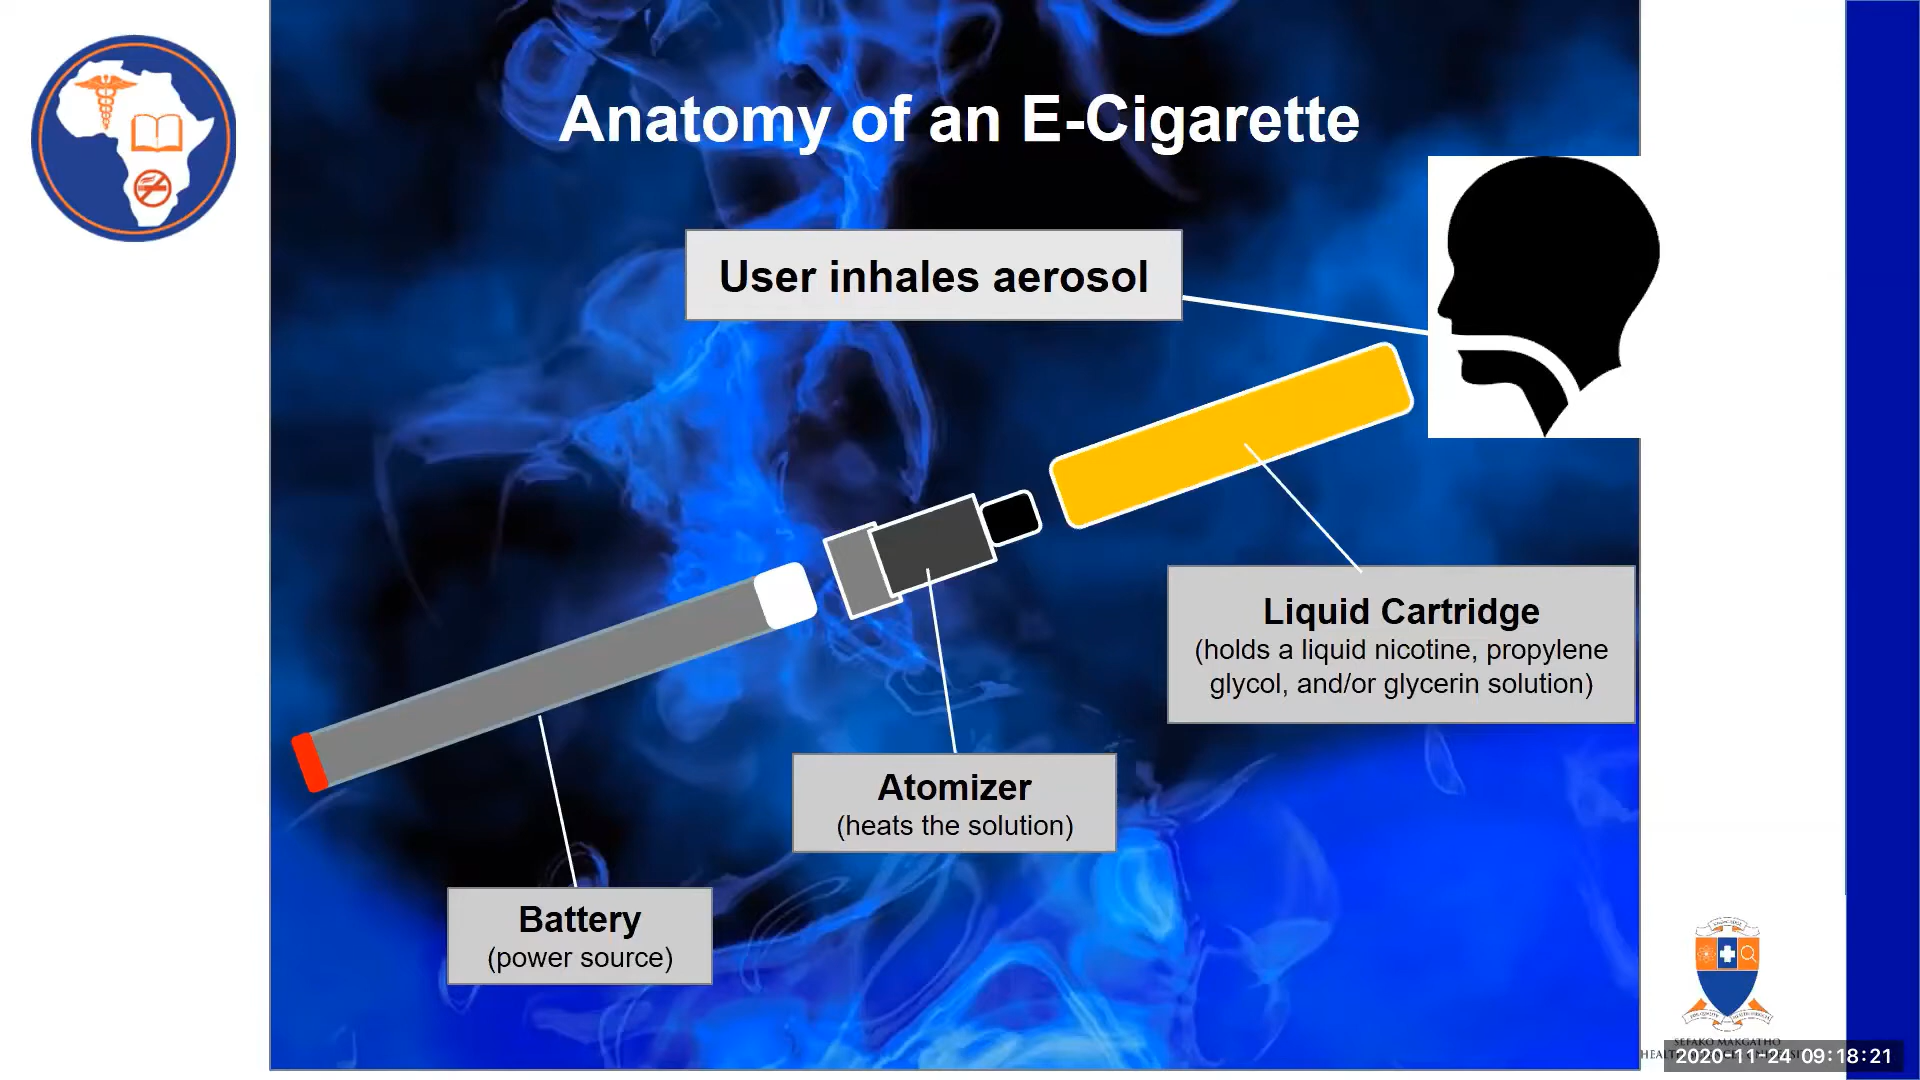 Anatomy of an E-Cigarette
User inhales aerosol
Liquid Cartridge
(holds a liquid nicotine, propylene
glycol, and/or glycerin solution)
Atomizer
(heats the solution)
Battery
(power source)
SEFAKO MAKGATHO
2020-11-24 09:18:21